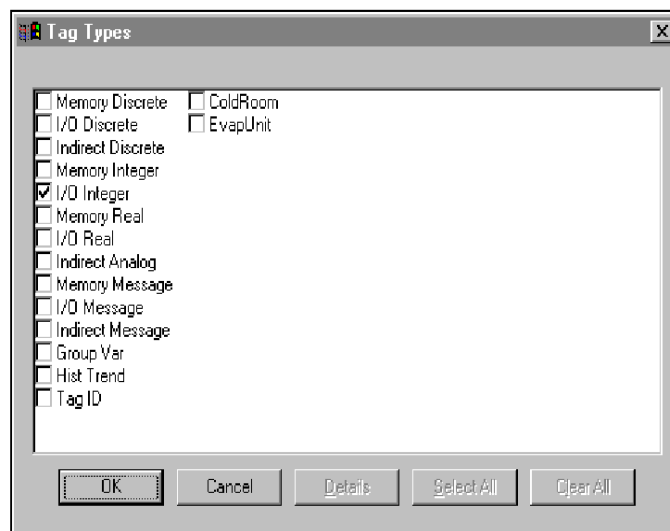 Tag Types
Memory Discrete
I/O Discrete
Indirect Discrete
Memory Integer
I/O Integer
Memory Real
I/O Real
Indirect Analog
Memory Message
I/O Message
Indirect Message
Group Var
Hist Trend
Tag ID
ColdRoom
EvapUnit
OK
Cancel
Details
Select All
Clear All